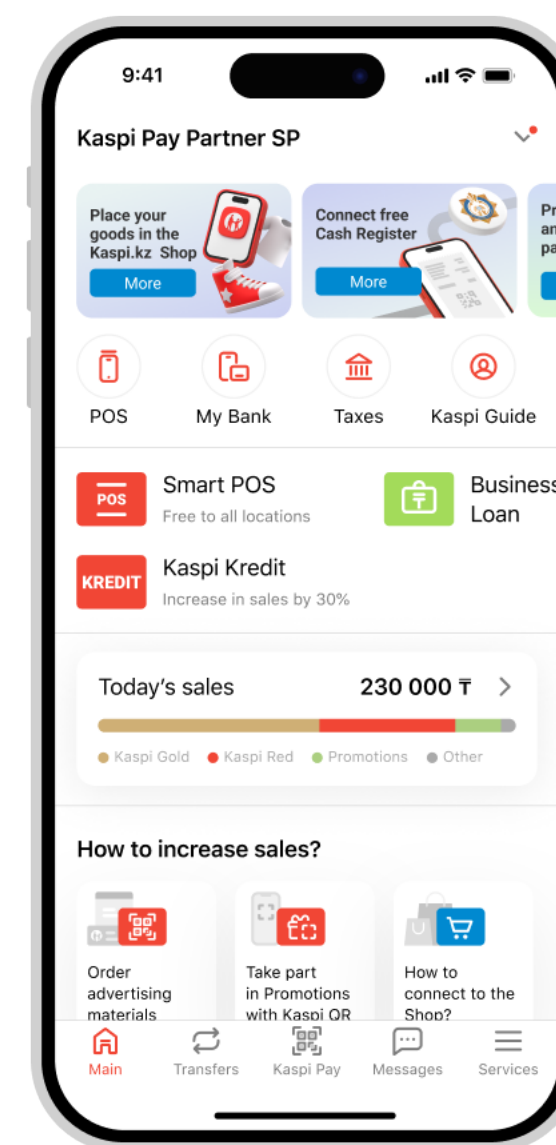 9:41
Kaspi Pay Partner SP
Place your
goods in the
Kaspi.kz Shop
More
Connect free
Cash Register
More
POS
My Bank
Taxes
Kaspi Guide
POS
Smart POS
Free to all locations
Business
Loan
KREDIT
Kaspi Kredit
Increase in sales by 30%
Today's sales
230 000 ₸
Kaspi Gold
Kaspi Red
Promotions
Other
How to increase sales?
Order
advertising
materials
Take part
in Promotions
with Kaspi QR
How to
connect to the
Shop?
Main
Transfers
Kaspi Pay
Messages
Services